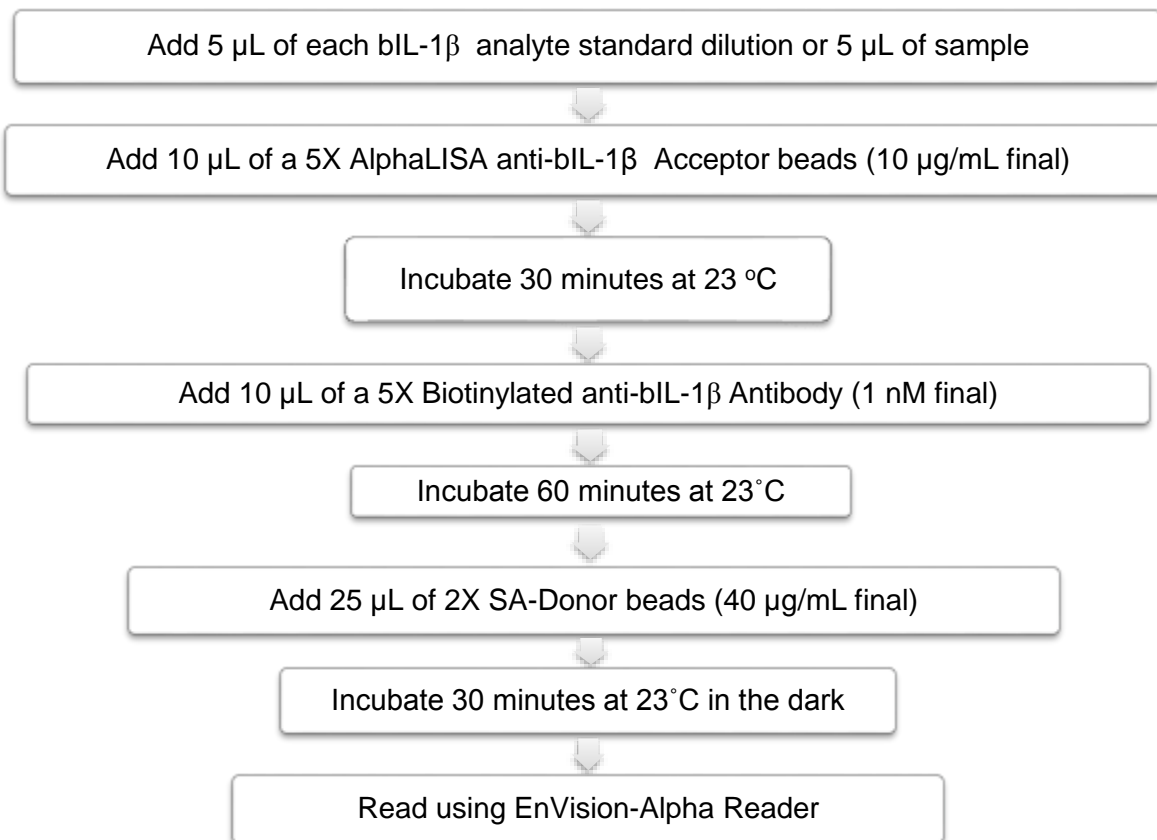 Add 5 µL of each bIL-1β analyte standard dilution or 5 µL of sample
Add 10 µL of a 5X AlphaLISA anti-bIL-1β Acceptor beads (10 µg/mL final)
Incubate 30 minutes at 23 ºC
Add 10 µL of a 5X Biotinylated anti-bIL-1β Antibody (1 nM final)
Incubate 60 minutes at 23˚C
Add 25 µL of 2X SA-Donor beads (40 µg/mL final)
Incubate 30 minutes at 23˚C in the dark
Read using EnVision-Alpha Reader